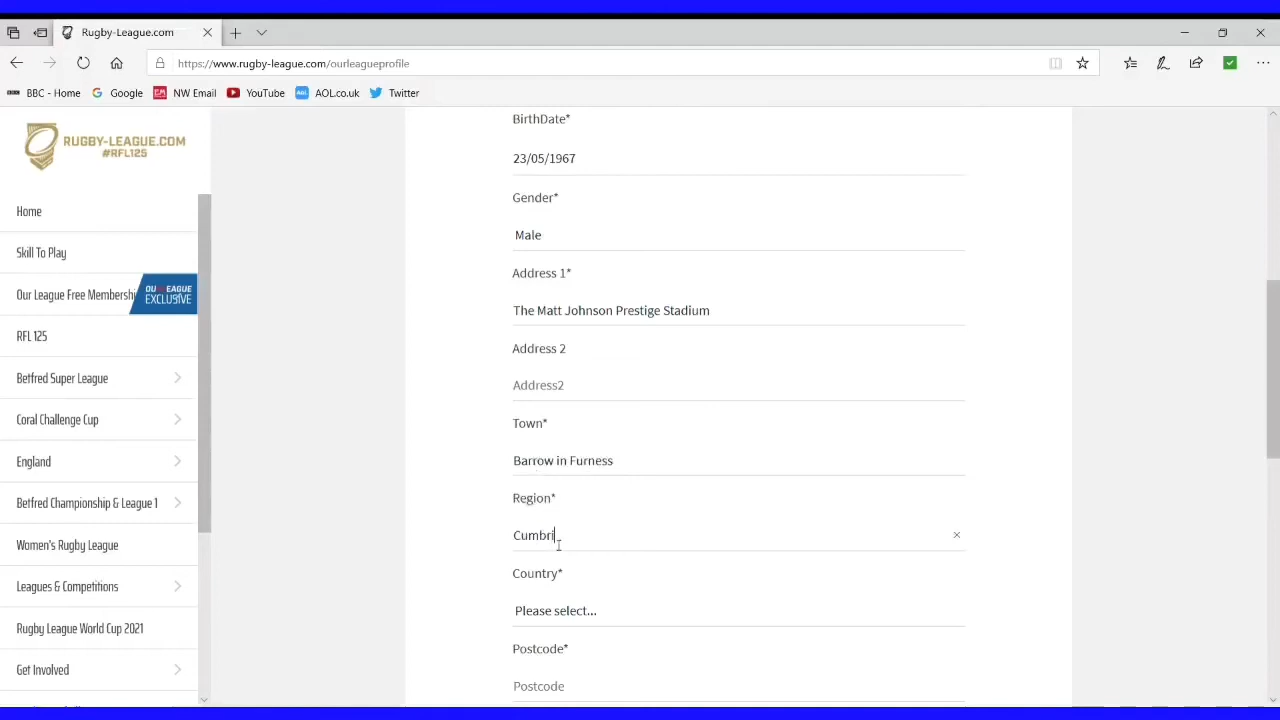 Rugby-League.com
https://www.rugby-league.com/ourleagueprofile
BBC - Home
Google
NW Email
YouTube
AOL.co.uk
Twitter
RUGBY-LEAGUE.COM
#RFL125
Home
Skill To Play
Our League Free Membershi
OUR LEAGUE
EXCLUSIVE
RFL 125
Betfred Super League
Coral Challenge Cup
England
Betfred Championship & League 1
Women's Rugby League
Leagues & Competitions
Rugby League World Cup 2021
Get Involved
BirthDate*
23/05/1967
Gender*
Male
Address 1*
The Matt Johnson Prestige Stadium
Address 2
Address2
Town*
Barrow in Furness
Region*
Cumbri
Country*
Please select...
Postcode*
Postcode